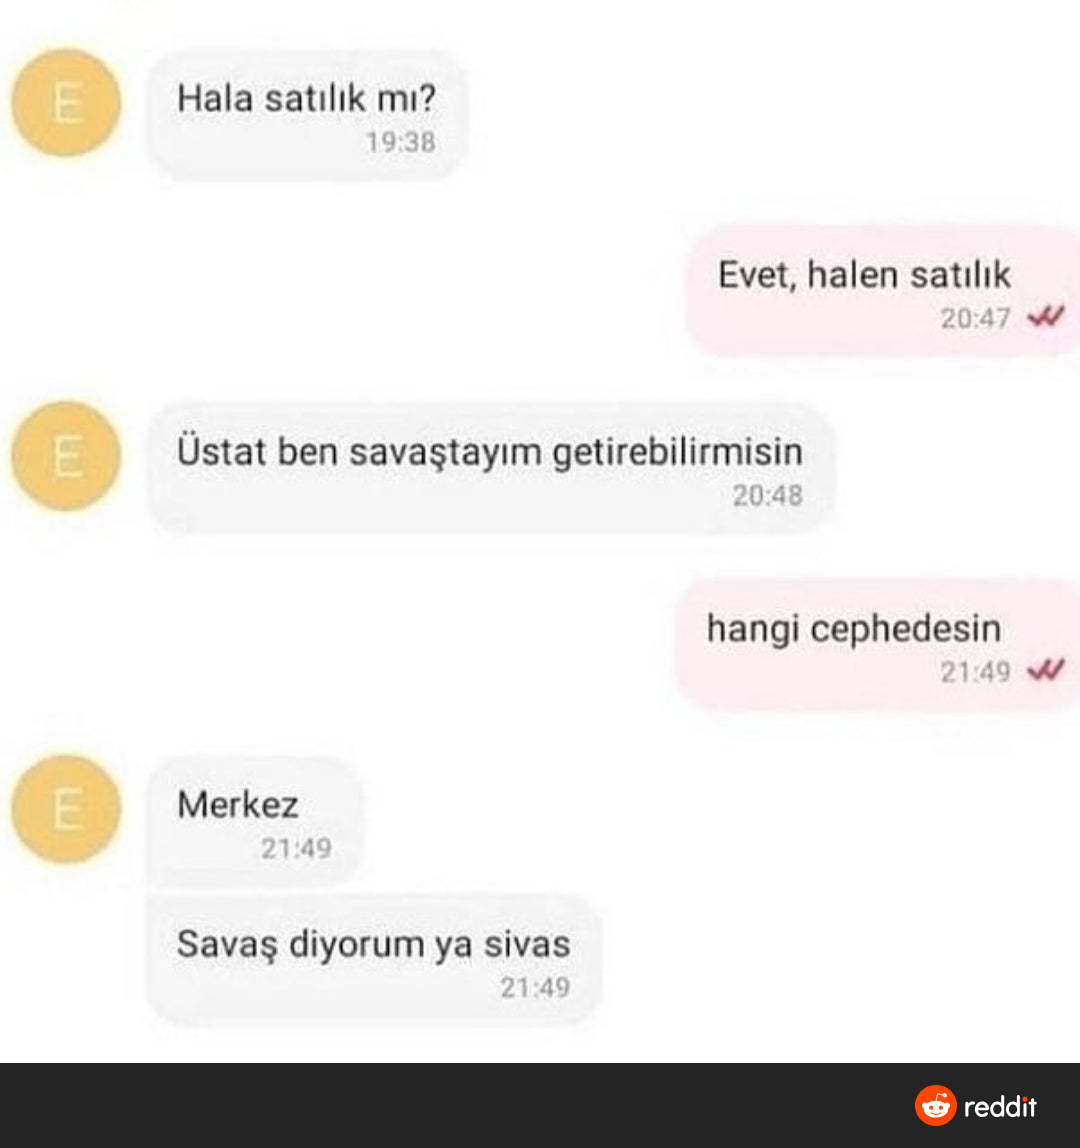 E
Hala satılık mı?
19:38
Evet, halen satılık
20:47
E
Üstat ben savaştayım getirebilirmisin
20:48
hangi cephedesin
21:49
E
Merkez
21:49
Savaş diyorum ya sivas
21:49
reddit